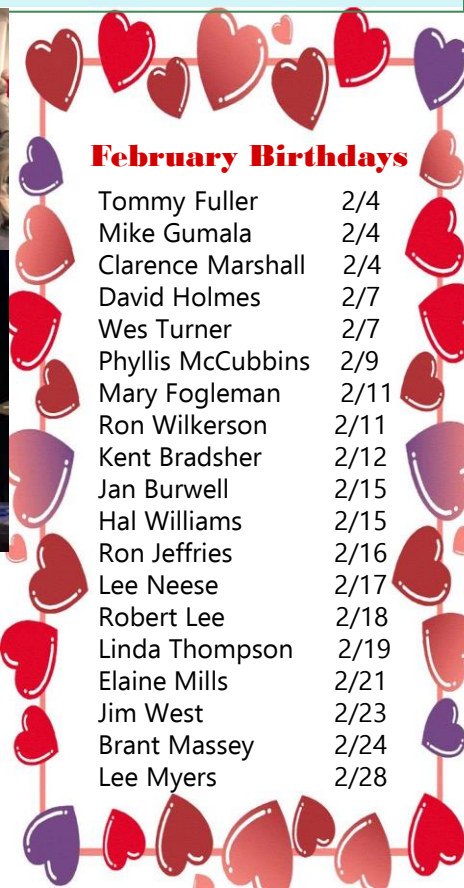 February Birthdays
Tommy Fuller 2/4
Mike Gumala 2/4
Clarence Marshall 2/4
David Holmes 2/7
Wes Turner 2/7
Phyllis McCubbins 2/9
Mary Fogleman 2/11
Ron Wilkerson 2/11
Kent Bradsher 2/12
Jan Burwell 2/15
Hal Williams 2/15
Ron Jeffries 2/16
Lee Neese 2/17
Robert Lee 2/18
Linda Thompson 2/19
Elaine Mills 2/21
Jim West 2/23
Brant Massey 2/24
Lee Myers 2/28